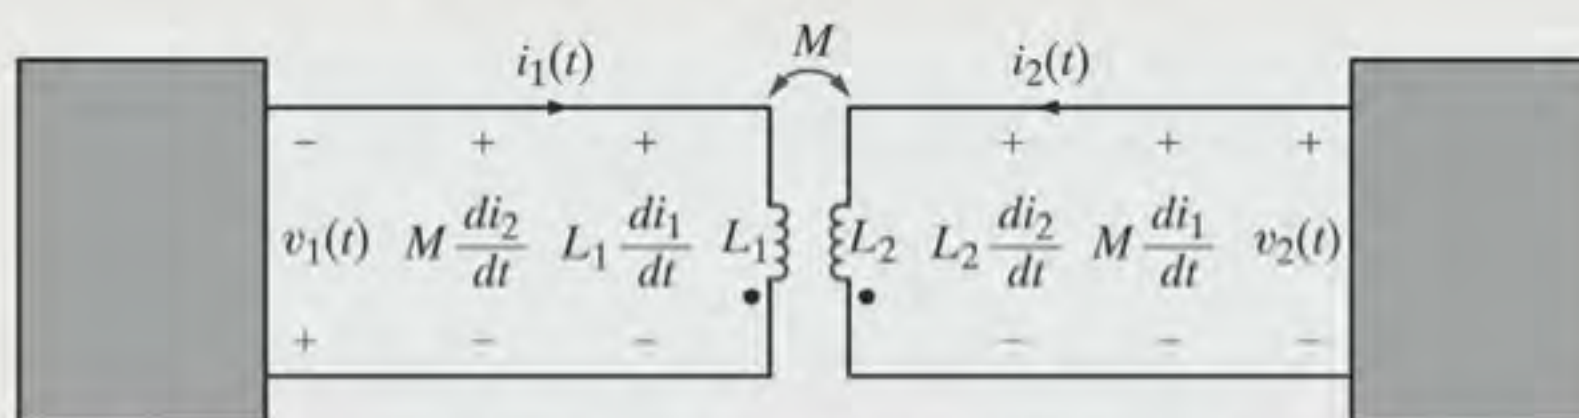 M
i₁(t) i₂(t)
− + + + + +
v₁(t) M di₂/dt L₁ di₁/dt L₁ L₂ L₂ di₂/dt M di₁/dt v₂(t)
+ − − − − −